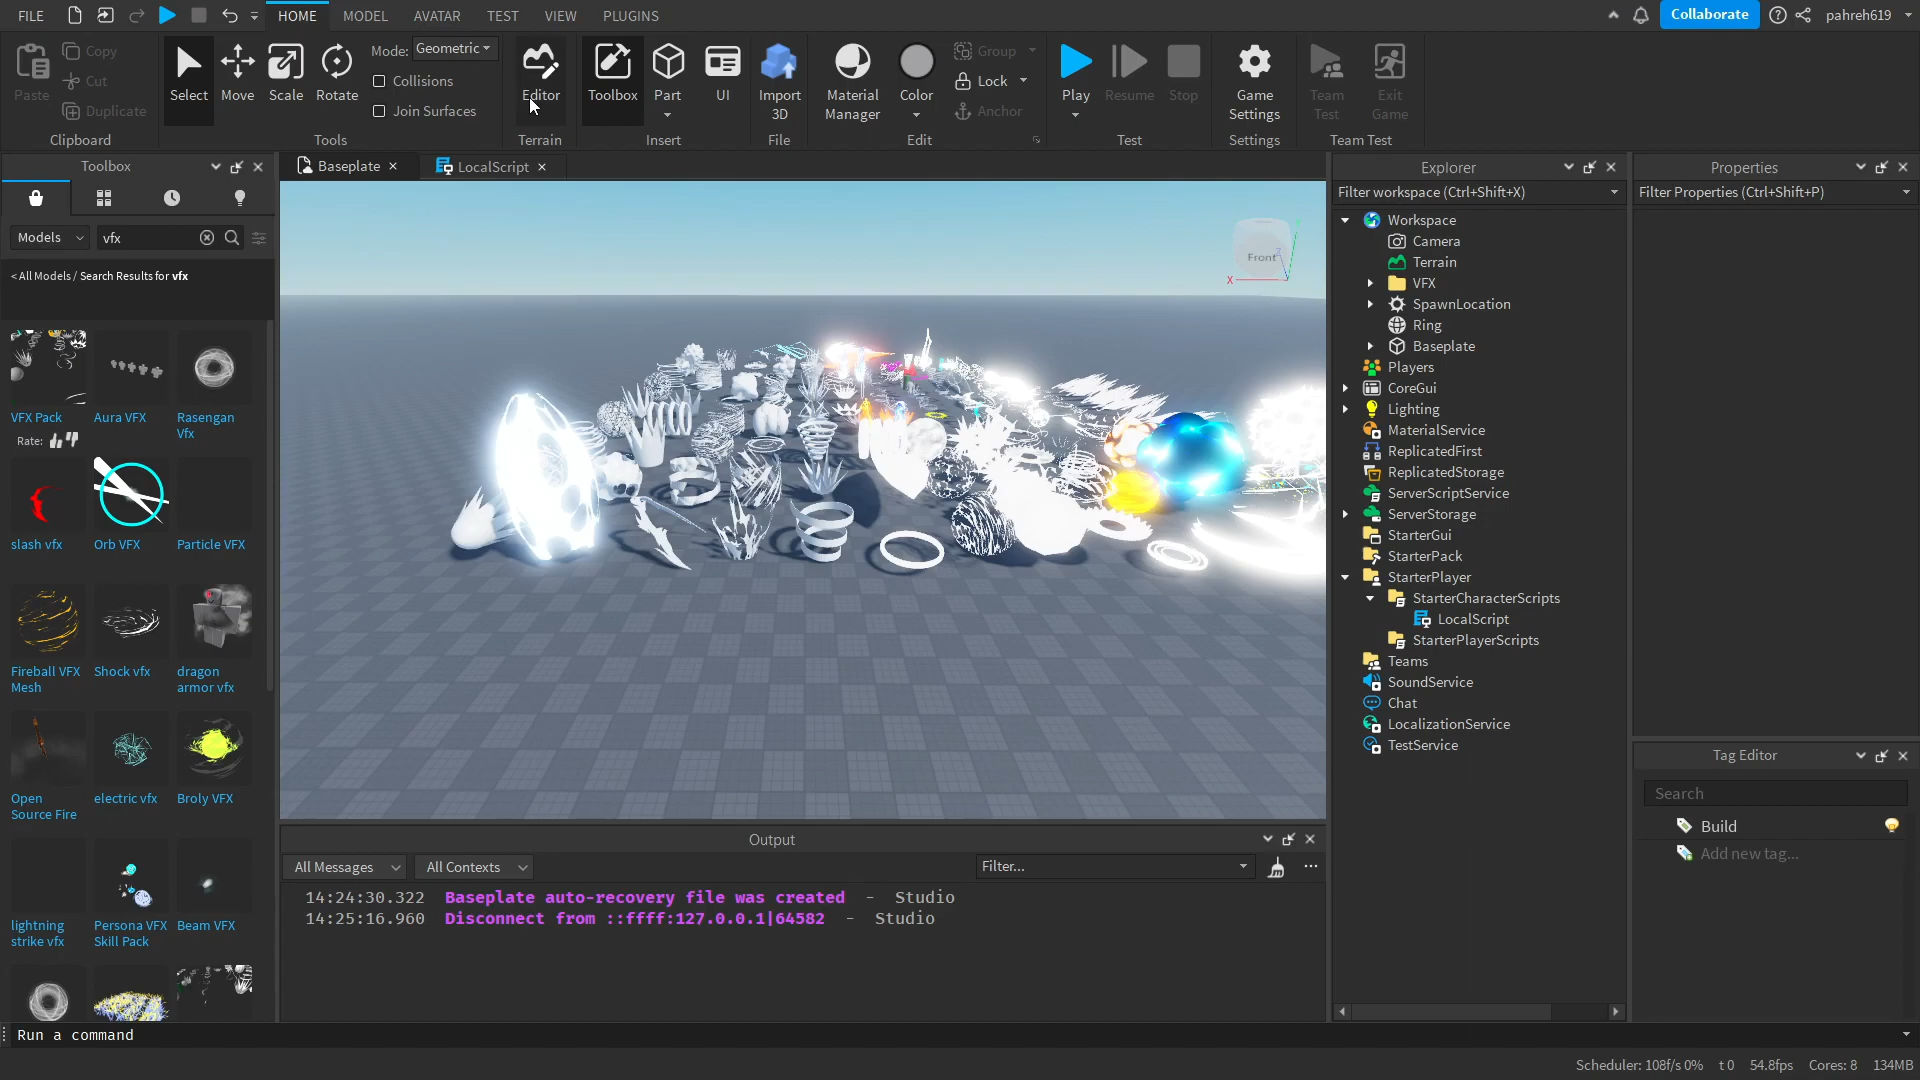 FILE
HOME
MODEL
AVATAR
TEST
VIEW
PLUGINS
Collaborate
pahreh619
Paste
Copy
Cut
Duplicate
Clipboard
Select
Move
Scale
Rotate
Mode: Geometric
Collisions
Join Surfaces
Tools
Editor
Terrain
Toolbox
Part
UI
Insert
Import
3D
File
Material
Manager
Color
Group
Lock
Anchor
Edit
Play
Resume
Stop
Test
Game
Settings
Settings
Team
Test
Exit
Game
Team Test
Toolbox
Models
vfx
< All Models / Search Results for vfx
VFX Pack
Aura VFX
Rasengan
Vfx
Rate:
slash vfx
Orb VFX
Particle VFX
Fireball VFX
Mesh
Shock vfx
dragon
armor vfx
Open
Source Fire
electric vfx
Broly VFX
lightning
strike vfx
Persona VFX
Skill Pack
Beam VFX
Baseplate
LocalScript
Front
X
Output
All Messages
All Contexts
Filter...
14:24:30.322 Baseplate auto-recovery file was created - Studio
14:25:16.960 Disconnect from ::ffff:127.0.0.1|64582 - Studio
Explorer
Filter workspace (Ctrl+Shift+X)
Workspace
Camera
Terrain
VFX
SpawnLocation
Ring
Baseplate
Players
CoreGui
Lighting
MaterialService
ReplicatedFirst
ReplicatedStorage
ServerScriptService
ServerStorage
StarterGui
StarterPack
StarterPlayer
StarterCharacterScripts
LocalScript
StarterPlayerScripts
Teams
SoundService
Chat
LocalizationService
TestService
Properties
Filter Properties (Ctrl+Shift+P)
Tag Editor
Search
Build
Add new tag...
Run a command
Scheduler: 108f/s 0% t 0 54.8fps Cores: 8 134MB